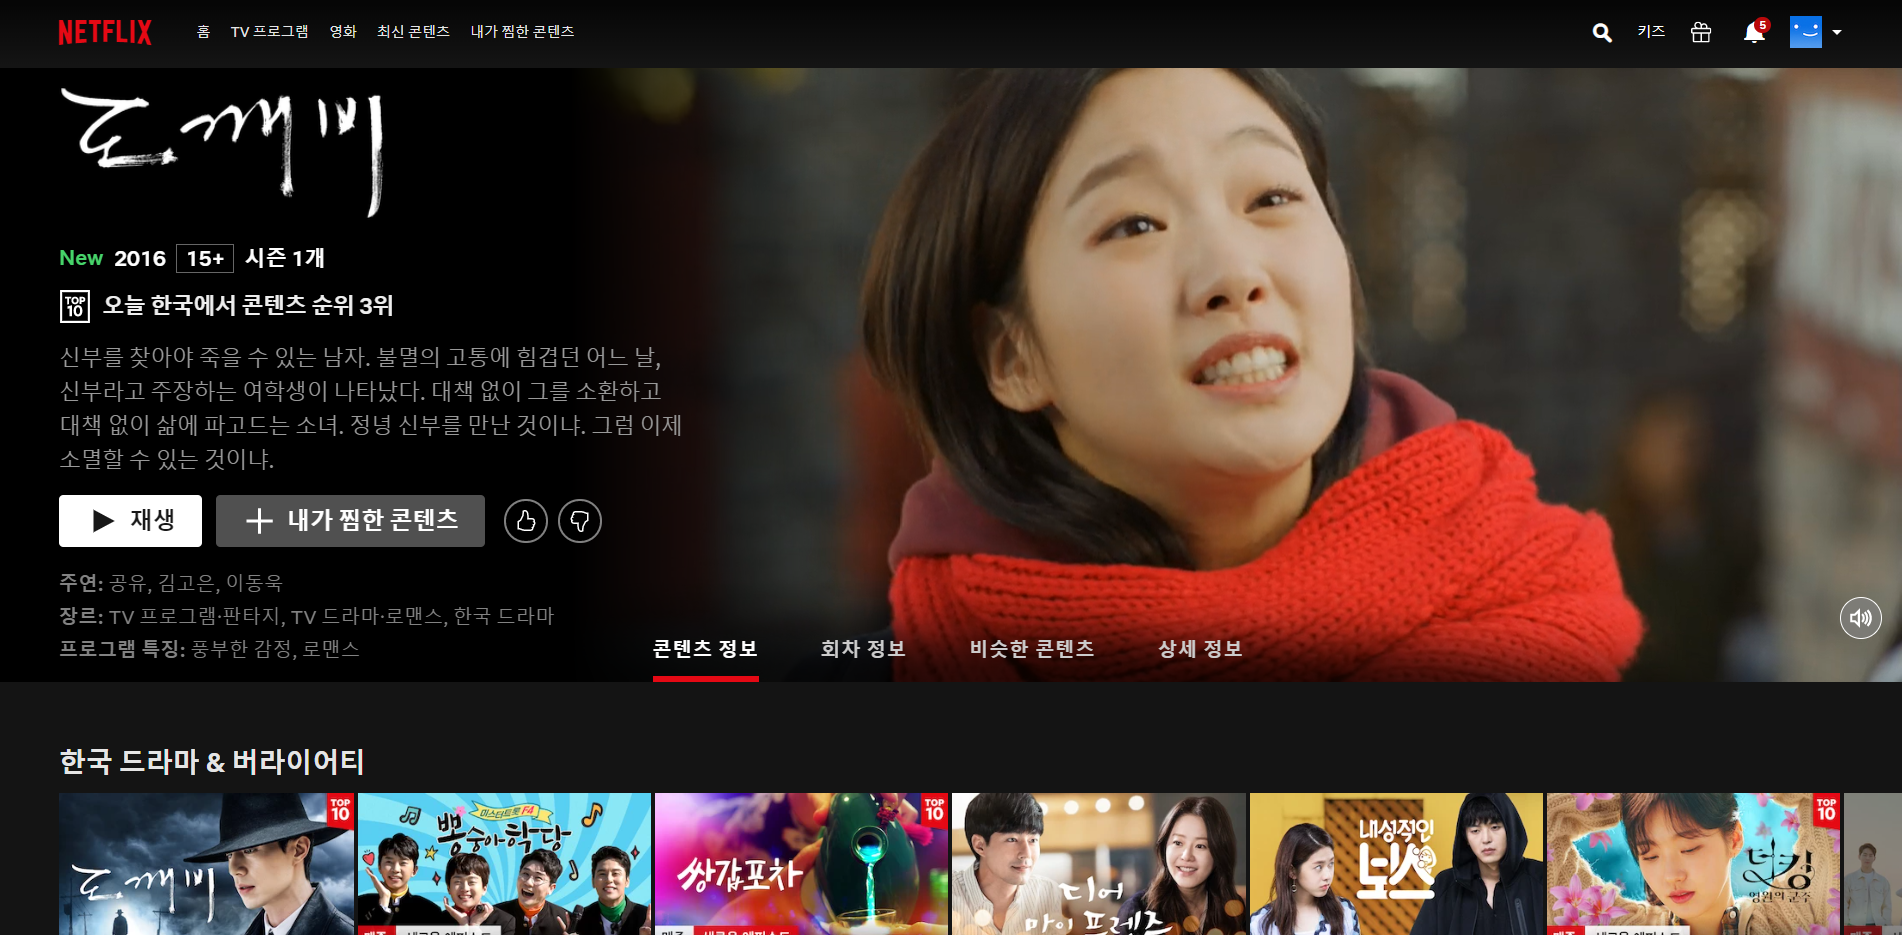 NETFLIX
홈 TV 프로그램 영화 최신 콘텐츠 내가 찜한 콘텐츠
키즈
5
도깨비
New 2016 15+ 시즌 1개
TOP 10 오늘 한국에서 콘텐츠 순위 3위
신부를 찾아야 죽을 수 있는 남자. 불멸의 고통에 힘겹던 어느 날,
신부라고 주장하는 여학생이 나타났다. 대책 없이 그를 소환하고
대책 없이 삶에 파고드는 소녀. 정녕 신부를 만난 것이냐. 그럼 이제
소멸할 수 있는 것이냐.
재생 내가 찜한 콘텐츠
주연: 공유, 김고은, 이동욱
장르: TV 프로그램·판타지, TV 드라마·로맨스, 한국 드라마
프로그램 특징: 풍부한 감정, 로맨스
콘텐츠 정보 회차 정보 비슷한 콘텐츠 상세 정보
한국 드라마 & 버라이어티
TOP 10
도깨비
미스터트롯 F4
뽕숭아학당
TOP 10
쌍갑포차
디어
마이 프렌즈
내성적인
보스
TOP 10
더킹
영원의 군주